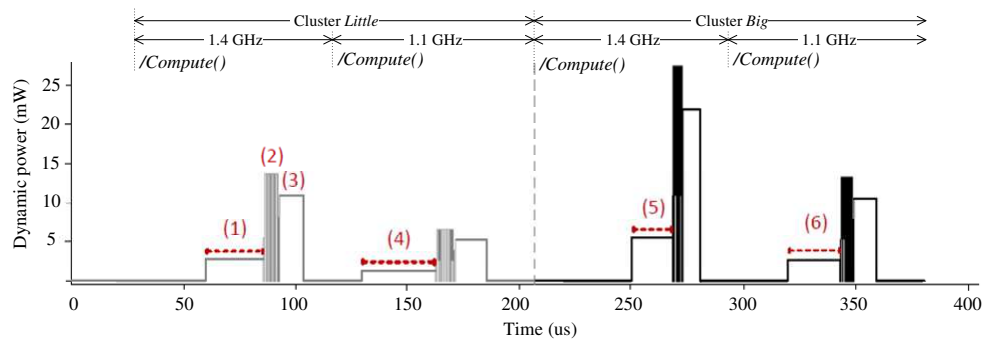 Cluster Little Cluster Big
1.4 GHz 1.1 GHz 1.4 GHz 1.1 GHz
/Compute() /Compute() /Compute() /Compute()
Dynamic power (mW)
25
20
15
10
5
(1)
(2)
(3)
(4)
(5)
(6)
0 50 100 150 200 250 300 350 400
Time (us)